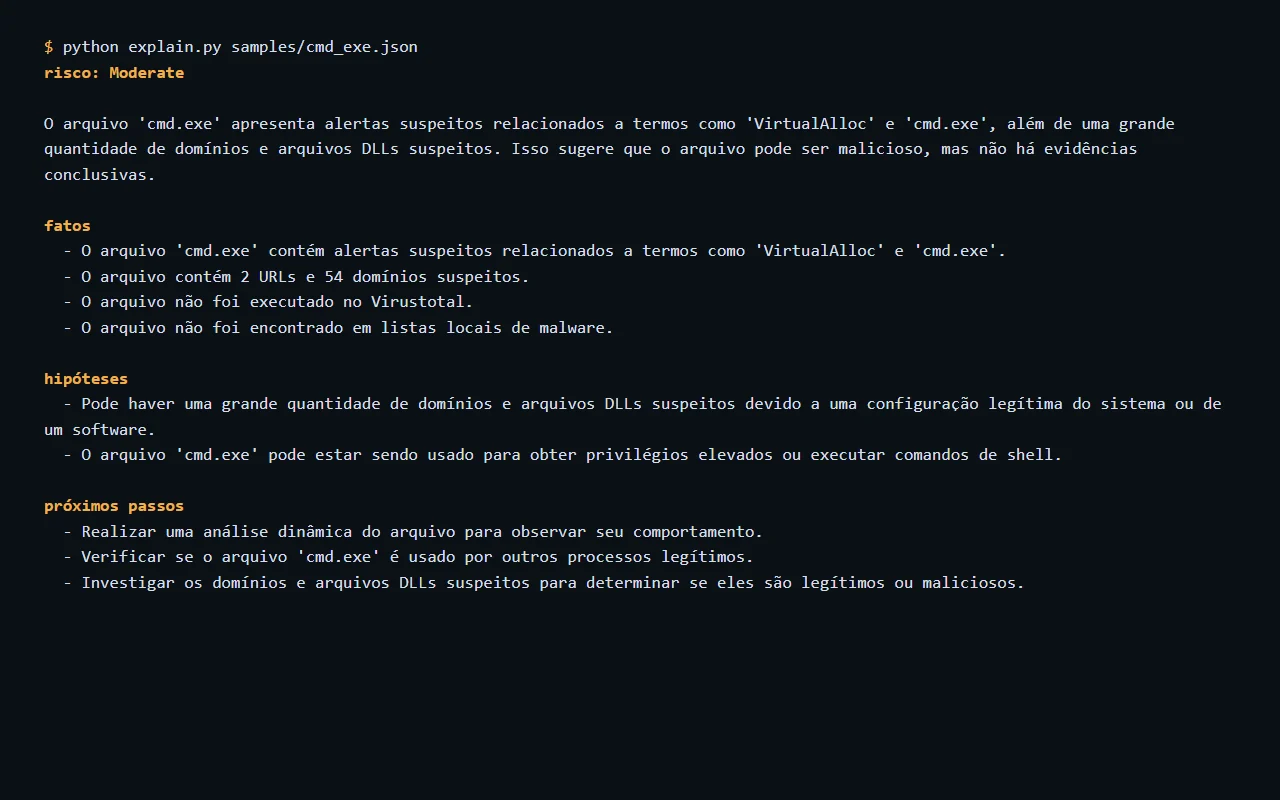 $ python explain.py samples/cmd_exe.json
risco: Moderate
O arquivo 'cmd.exe' apresenta alertas suspeitos relacionados a termos como 'VirtualAlloc' e 'cmd.exe', além de uma grande
quantidade de domínios e arquivos DLLs suspeitos. Isso sugere que o arquivo pode ser malicioso, mas não há evidências
conclusivas.
fatos
- O arquivo 'cmd.exe' contém alertas suspeitos relacionados a termos como 'VirtualAlloc' e 'cmd.exe'.
- O arquivo contém 2 URLs e 54 domínios suspeitos.
- O arquivo não foi executado no Virustotal.
- O arquivo não foi encontrado em listas locais de malware.
hipóteses
- Pode haver uma grande quantidade de domínios e arquivos DLLs suspeitos devido a uma configuração legítima do sistema ou de
um software.
- O arquivo 'cmd.exe' pode estar sendo usado para obter privilégios elevados ou executar comandos de shell.
próximos passos
- Realizar uma análise dinâmica do arquivo para observar seu comportamento.
- Verificar se o arquivo 'cmd.exe' é usado por outros processos legítimos.
- Investigar os domínios e arquivos DLLs suspeitos para determinar se eles são legítimos ou maliciosos.